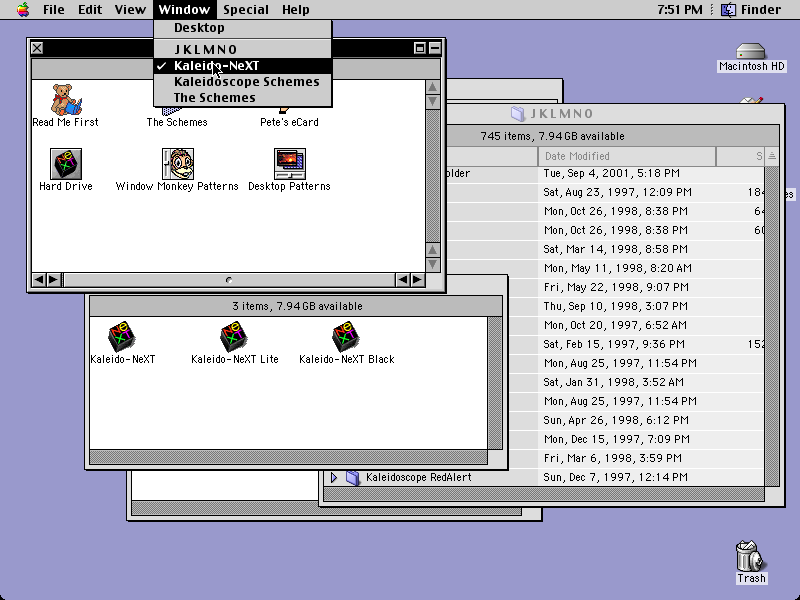 File Edit View Window Special Help 7:51 PM Finder
Desktop
JKLMNO
✓ Kaleido-NeXT
Kaleidoscope Schemes
The Schemes
Macintosh HD
Read Me First The Schemes Pete's eCard
Hard Drive Window Monkey Patterns Desktop Patterns
JKLMNO
745 items, 7.94 GB available
Date Modified S
older Tue, Sep 4, 2001, 5:18 PM
Sat, Aug 23, 1997, 12:09 PM 184
Mon, Oct 26, 1998, 8:38 PM 64
Mon, Oct 26, 1998, 8:38 PM 60
Sat, Mar 14, 1998, 8:58 PM
Mon, May 11, 1998, 8:20 AM
Fri, May 22, 1998, 9:07 PM
Thu, Sep 10, 1998, 3:07 PM
Mon, Oct 20, 1997, 6:52 AM
Sat, Feb 15, 1997, 9:36 PM 152
Mon, Aug 25, 1997, 11:54 PM
Sat, Jan 31, 1998, 3:52 AM
Mon, Aug 25, 1997, 11:54 PM
Sun, Apr 26, 1998, 6:12 PM
Mon, Dec 15, 1997, 7:09 PM
Fri, Mar 6, 1998, 3:59 PM
Kaleidoscope RedAlert Sun, Dec 7, 1997, 12:14 PM
es
3 items, 7.94 GB available
Kaleido-NeXT Kaleido-NeXT Lite Kaleido-NeXT Black
Trash